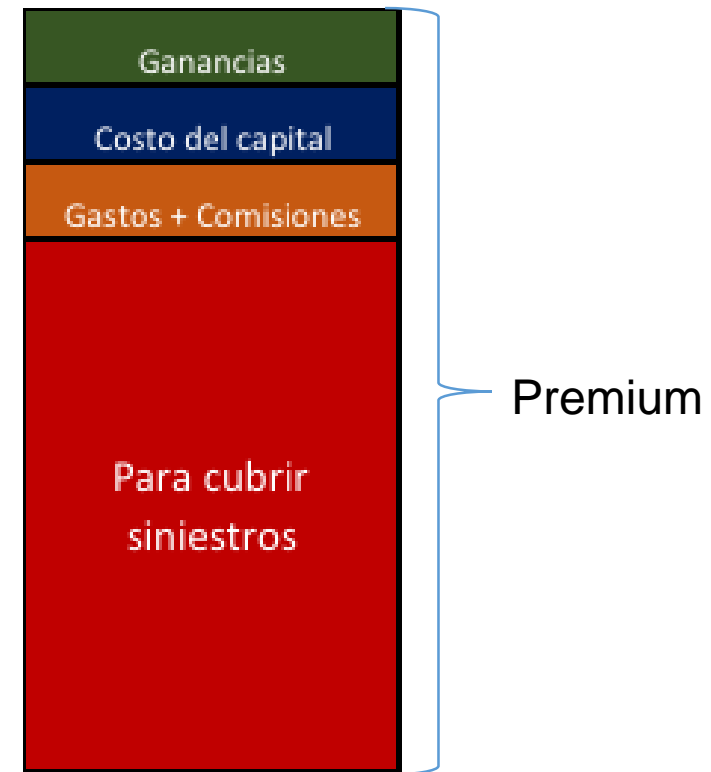 Ganancias
Costo del capital
Gastos + Comisiones
Para cubrir
siniestros
Premium